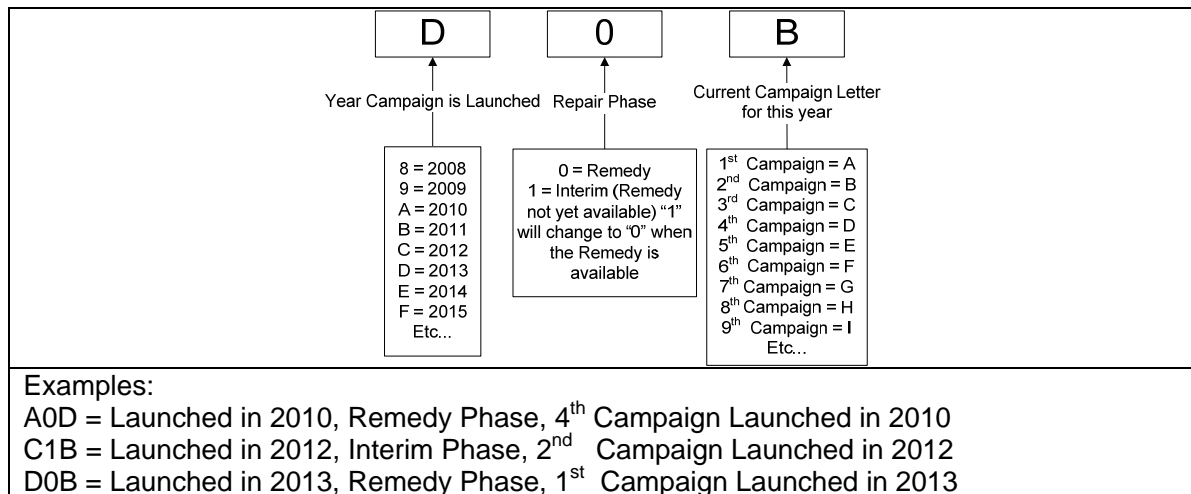 D 0 B
Year Campaign is Launched
Repair Phase
Current Campaign Letter
for this year
8 = 2008
9 = 2009
A = 2010
B = 2011
C = 2012
D = 2013
E = 2014
F = 2015
Etc...
0 = Remedy
1 = Interim (Remedy
not yet available) “1”
will change to “0” when
the Remedy is
available
1st Campaign = A
2nd Campaign = B
3rd Campaign = C
4th Campaign = D
5th Campaign = E
6th Campaign = F
7th Campaign = G
8th Campaign = H
9th Campaign = I
Etc...
Examples:
A0D = Launched in 2010, Remedy Phase, 4th Campaign Launched in 2010
C1B = Launched in 2012, Interim Phase, 2nd Campaign Launched in 2012
D0B = Launched in 2013, Remedy Phase, 1st Campaign Launched in 2013